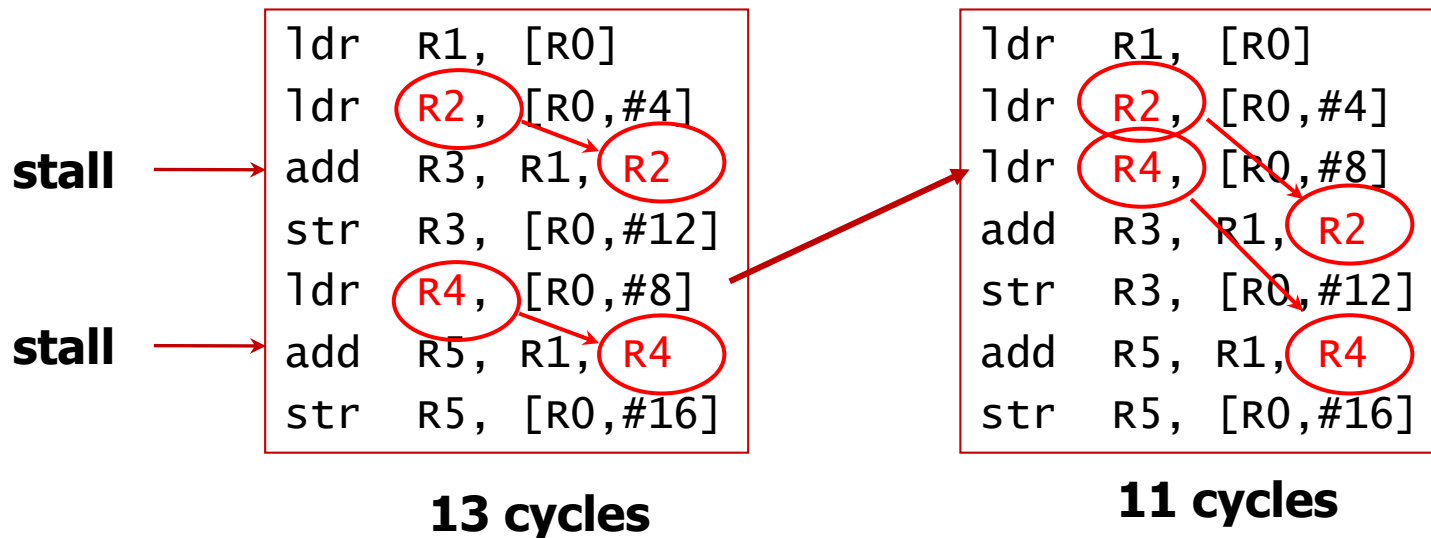 ldr R1, [R0]
ldr R2, [R0,#4]
stall
add R3, R1, R2
str R3, [R0,#12]
ldr R4, [R0,#8]
stall
add R5, R1, R4
str R5, [R0,#16]
13 cycles
ldr R1, [R0]
ldr R2, [R0,#4]
ldr R4, [R0,#8]
add R3, R1, R2
str R3, [R0,#12]
add R5, R1, R4
str R5, [R0,#16]
11 cycles